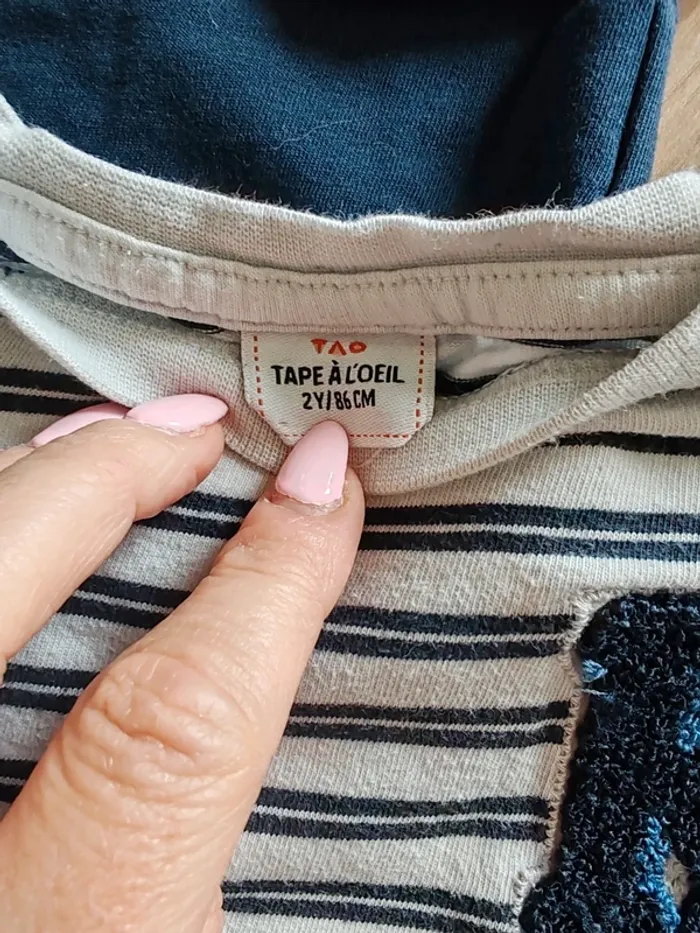 TAO
TAPE À L'OEIL
2Y/86CM